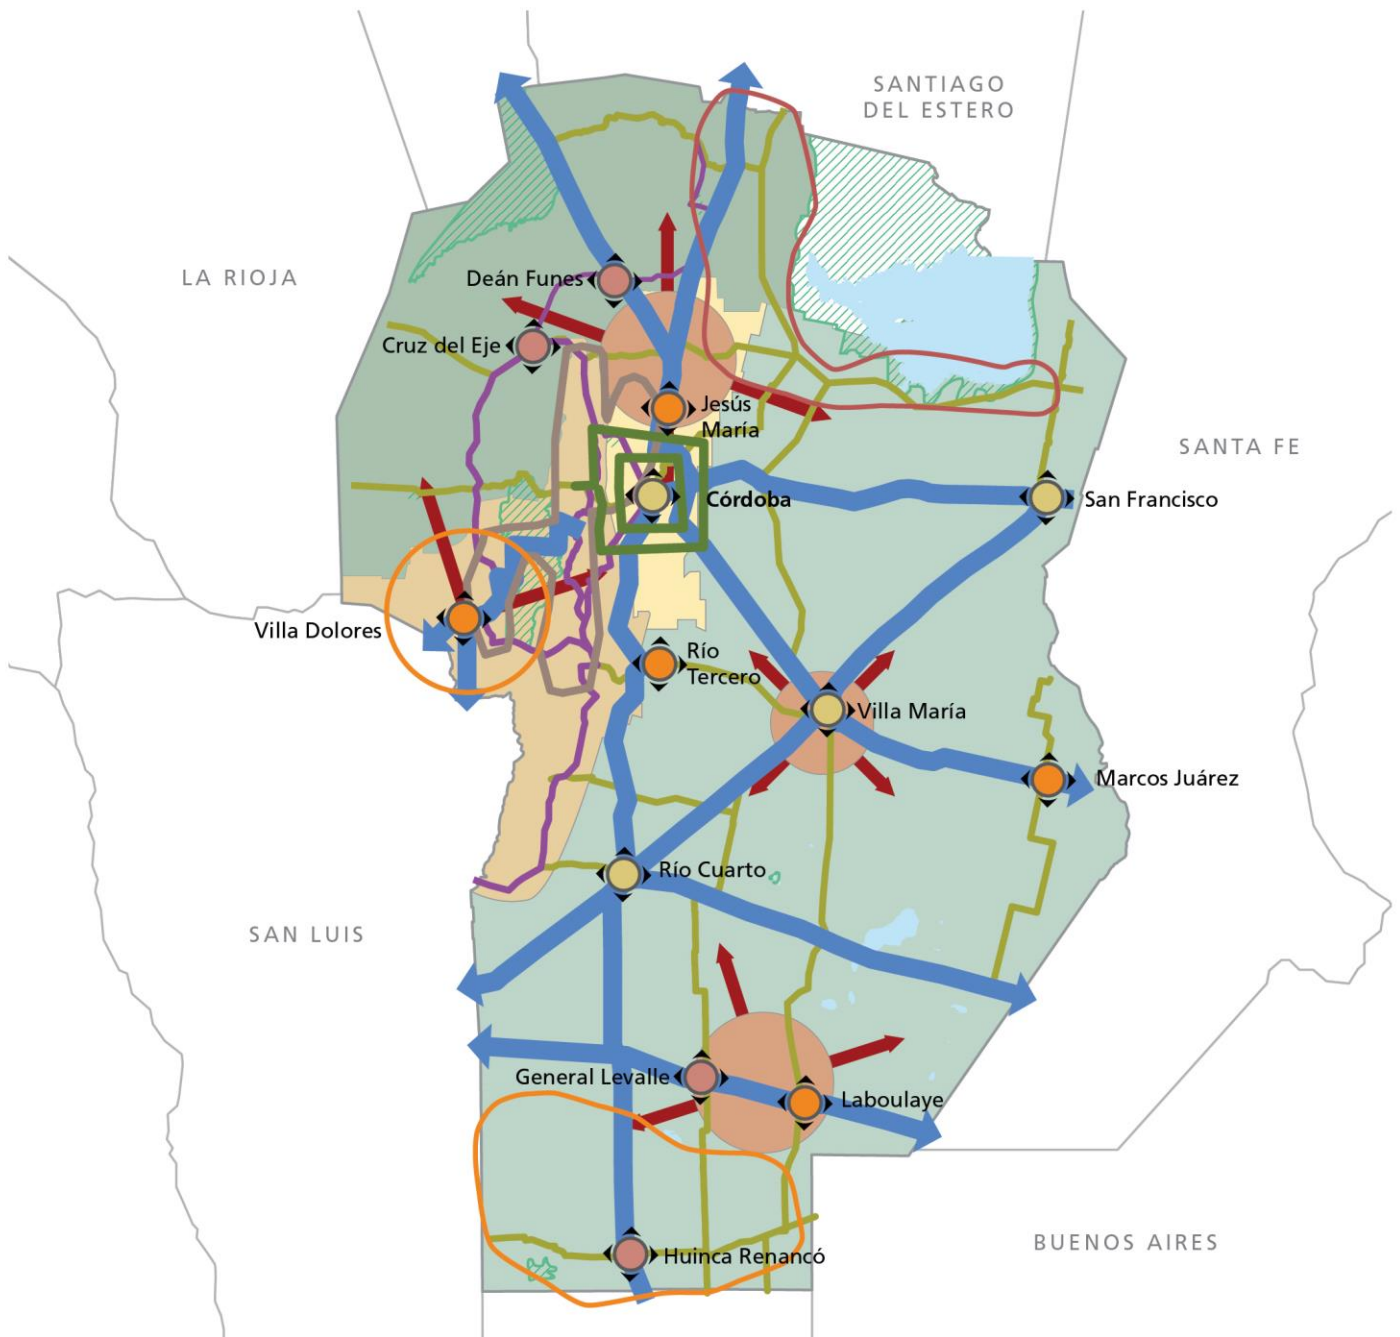 SANTIAGO
DEL ESTERO
LA RIOJA
Deán Funes
Cruz del Eje
Jesús
María
SANTA FE
Córdoba
San Francisco
Villa Dolores
Río
Tercero
Villa María
Marcos Juárez
Río Cuarto
SAN LUIS
General Levalle
Laboulaye
BUENOS AIRES
Huinca Renancó